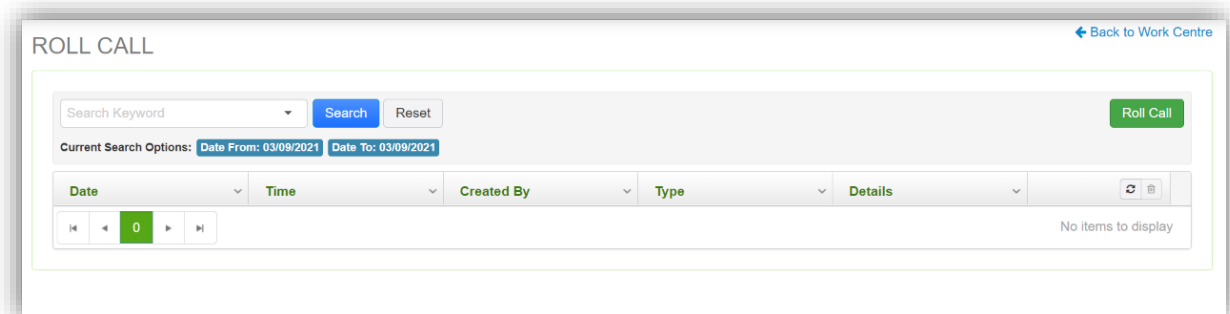 Back to Work Centre
ROLL CALL
Search Keyword Search Reset Roll Call
Current Search Options: Date From: 03/09/2021 Date To: 03/09/2021
Date Time Created By Type Details
0 No items to display